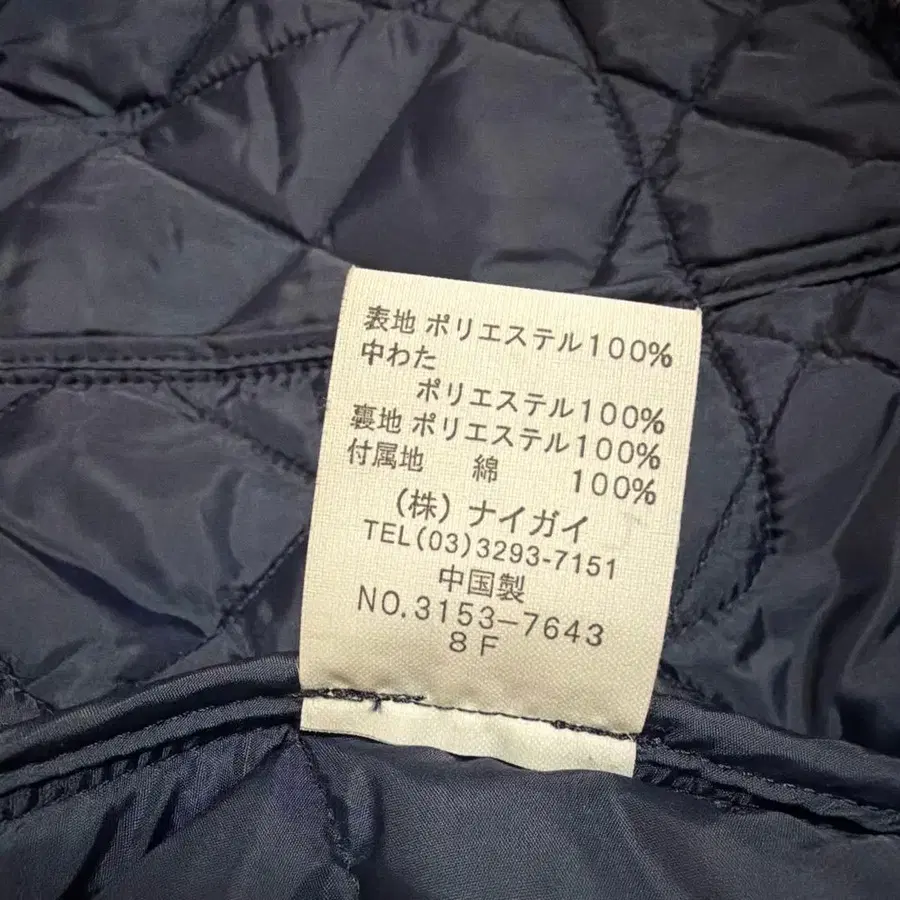 表地 ポリエステル100%
中わた
ポリエステル100%
裏地 ポリエステル100%
付属地 綿 100%
(株) ナイガイ
TEL(03)3293-7151
中国製
NO.3153-7643
8F